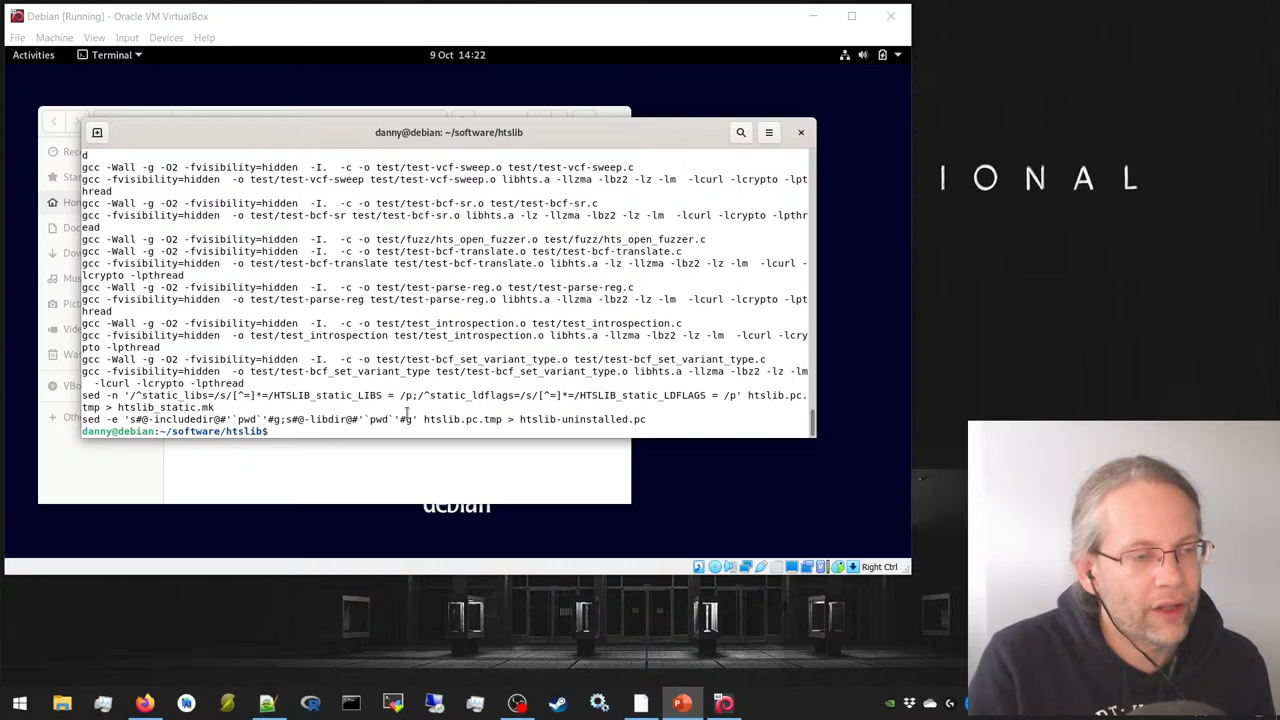 Debian [Running] - Oracle VM VirtualBox
File Machine View Input Devices Help
Activities Terminal 9 Oct 14:22
danny@debian: ~/software/htslib
d
gcc -Wall -g -O2 -fvisibility=hidden -I. -c -o test/test-vcf-sweep.o test/test-vcf-sweep.c
gcc -fvisibility=hidden -o test/test-vcf-sweep test/test-vcf-sweep.o libhts.a -llzma -lbz2 -lz -lm -lcurl -lcrypto -lpt
hread
gcc -Wall -g -O2 -fvisibility=hidden -I. -c -o test/test-bcf-sr.o test/test-bcf-sr.c
gcc -fvisibility=hidden -o test/test-bcf-sr test/test-bcf-sr.o libhts.a -lz -llzma -lbz2 -lz -lm -lcurl -lcrypto -lpthr
ead
gcc -Wall -g -O2 -fvisibility=hidden -I. -c -o test/fuzz/hts_open_fuzzer.o test/fuzz/hts_open_fuzzer.c
gcc -Wall -g -O2 -fvisibility=hidden -I. -c -o test/test-bcf-translate.o test/test-bcf-translate.c
gcc -fvisibility=hidden -o test/test-bcf-translate test/test-bcf-translate.o libhts.a -lz -llzma -lbz2 -lz -lm -
lcurl -lcrypto -lpthread
gcc -Wall -g -O2 -fvisibility=hidden -I. -c -o test/test-parse-reg.o test/test-parse-reg.c
gcc -fvisibility=hidden -o test/test-parse-reg test/test-parse-reg.o libhts.a -llzma -lbz2 -lz -lm -lcurl -lcrypto -lpt
hread
gcc -Wall -g -O2 -fvisibility=hidden -I. -c -o test/test_introspection.o test/test_introspection.c
gcc -fvisibility=hidden -o test/test_introspection test/test_introspection.o libhts.a -llzma -lbz2 -lz -lm -lcurl -lcry
pto -lpthread
gcc -Wall -g -O2 -fvisibility=hidden -I. -c -o test/test-bcf_set_variant_type.o test/test-bcf_set_variant_type.c
gcc -fvisibility=hidden -o test/test-bcf_set_variant_type test/test-bcf_set_variant_type.o libhts.a -llzma -lbz2 -lz -lm
-lcurl -lcrypto -lpthread
sed -n '/^static_libs=/s/[^=]*=/HTSLIB_static_LIBS = /p;/^static_ldflags=/s/[^=]*=/HTSLIB_static_LDFLAGS = /p' htslib.pc.
tmp > htslib_static.mk
sed -e 's#@-includedir@#'`pwd`'#g;s#@-libdir@#'`pwd`'#g' htslib.pc.tmp > htslib-uninstalled.pc
danny@debian:~/software/htslib$
Rec
Star
Hom
Doc
Dow
Mus
Pict
Vide
Was
VBo
Oth
debian
Right Ctrl
IONAL